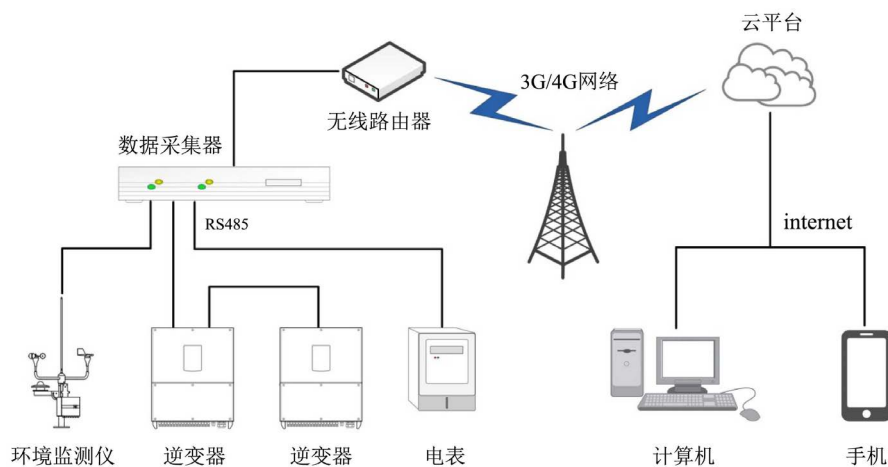 云平台
3G/4G网络
无线路由器
数据采集器
RS485
internet
环境监测仪
逆变器
逆变器
电表
计算机
手机